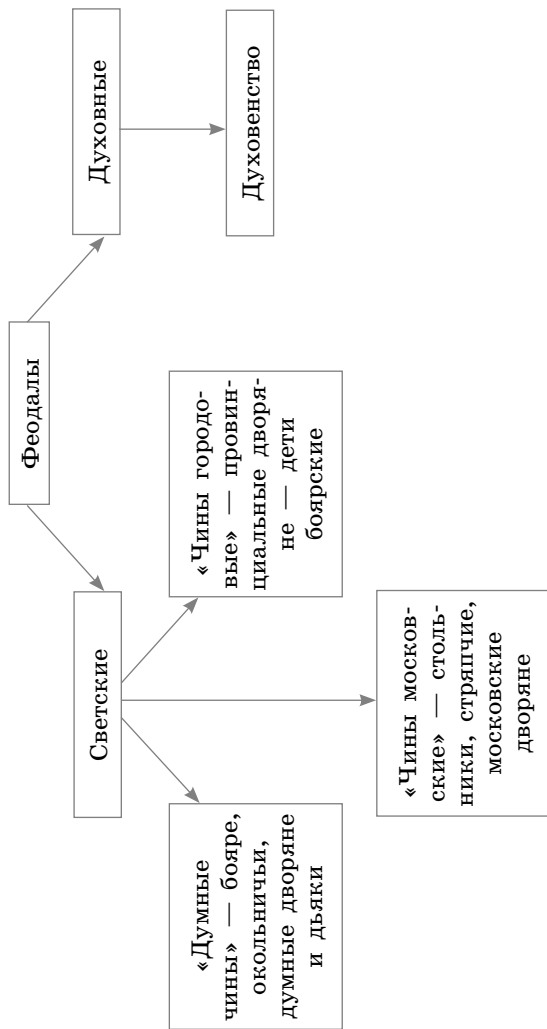 Феодалы
Светские
Духовные
«Думные
чины» — бояре,
окольничьи,
думные дворяне
и дьяки
«Чины москов-
ские» — столь-
ники, стряпчие,
московские
дворяне
«Чины городо-
вые» — провин-
циальные дворя-
не — дети
боярские
Духовенство